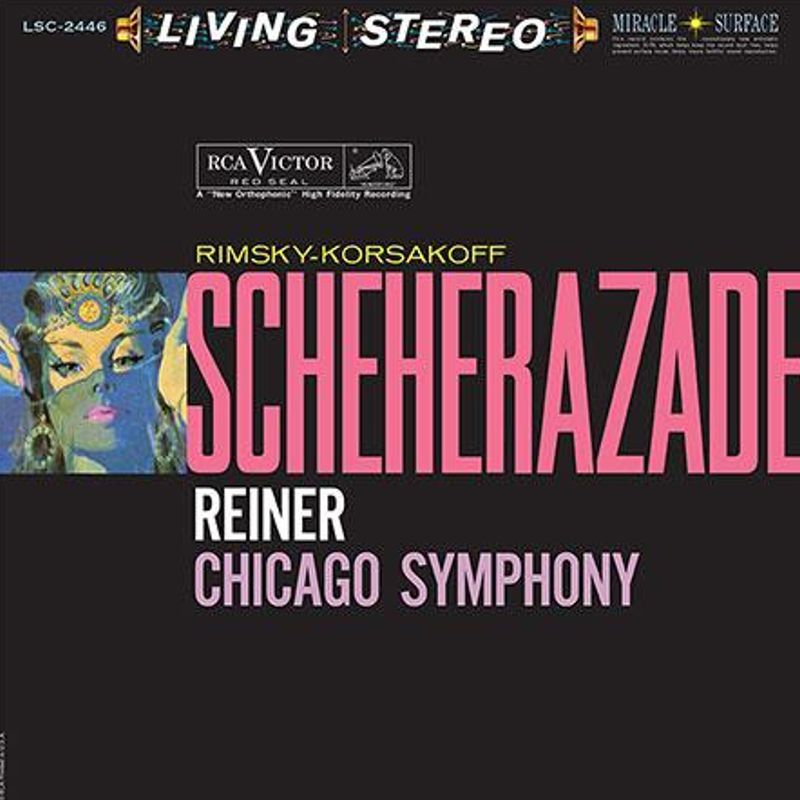 LSC-2446 LIVING STEREO MIRACLE SURFACE
RCA VICTOR
RED SEAL
A "New Orthophonic" High Fidelity Recording
RIMSKY-KORSAKOFF
SCHEHERAZADE
REINER
CHICAGO SYMPHONY